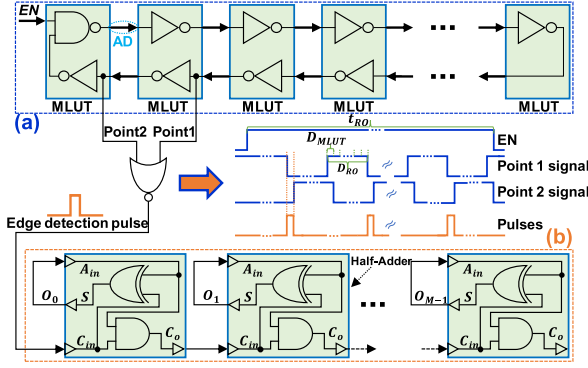 EN
AD
MLUT
MLUT
MLUT
MLUT
MLUT
(a)
Point2
Point1
t_RO
EN
D_MLUT
D_RO
Point 1 signal
Point 2 signal
Pulses
Edge detection pulse
(b)
Half-Adder
A_in
O_0
S
C_in
C_o
A_in
O_1
S
C_in
C_o
A_in
O_M-1
S
C_in
C_o